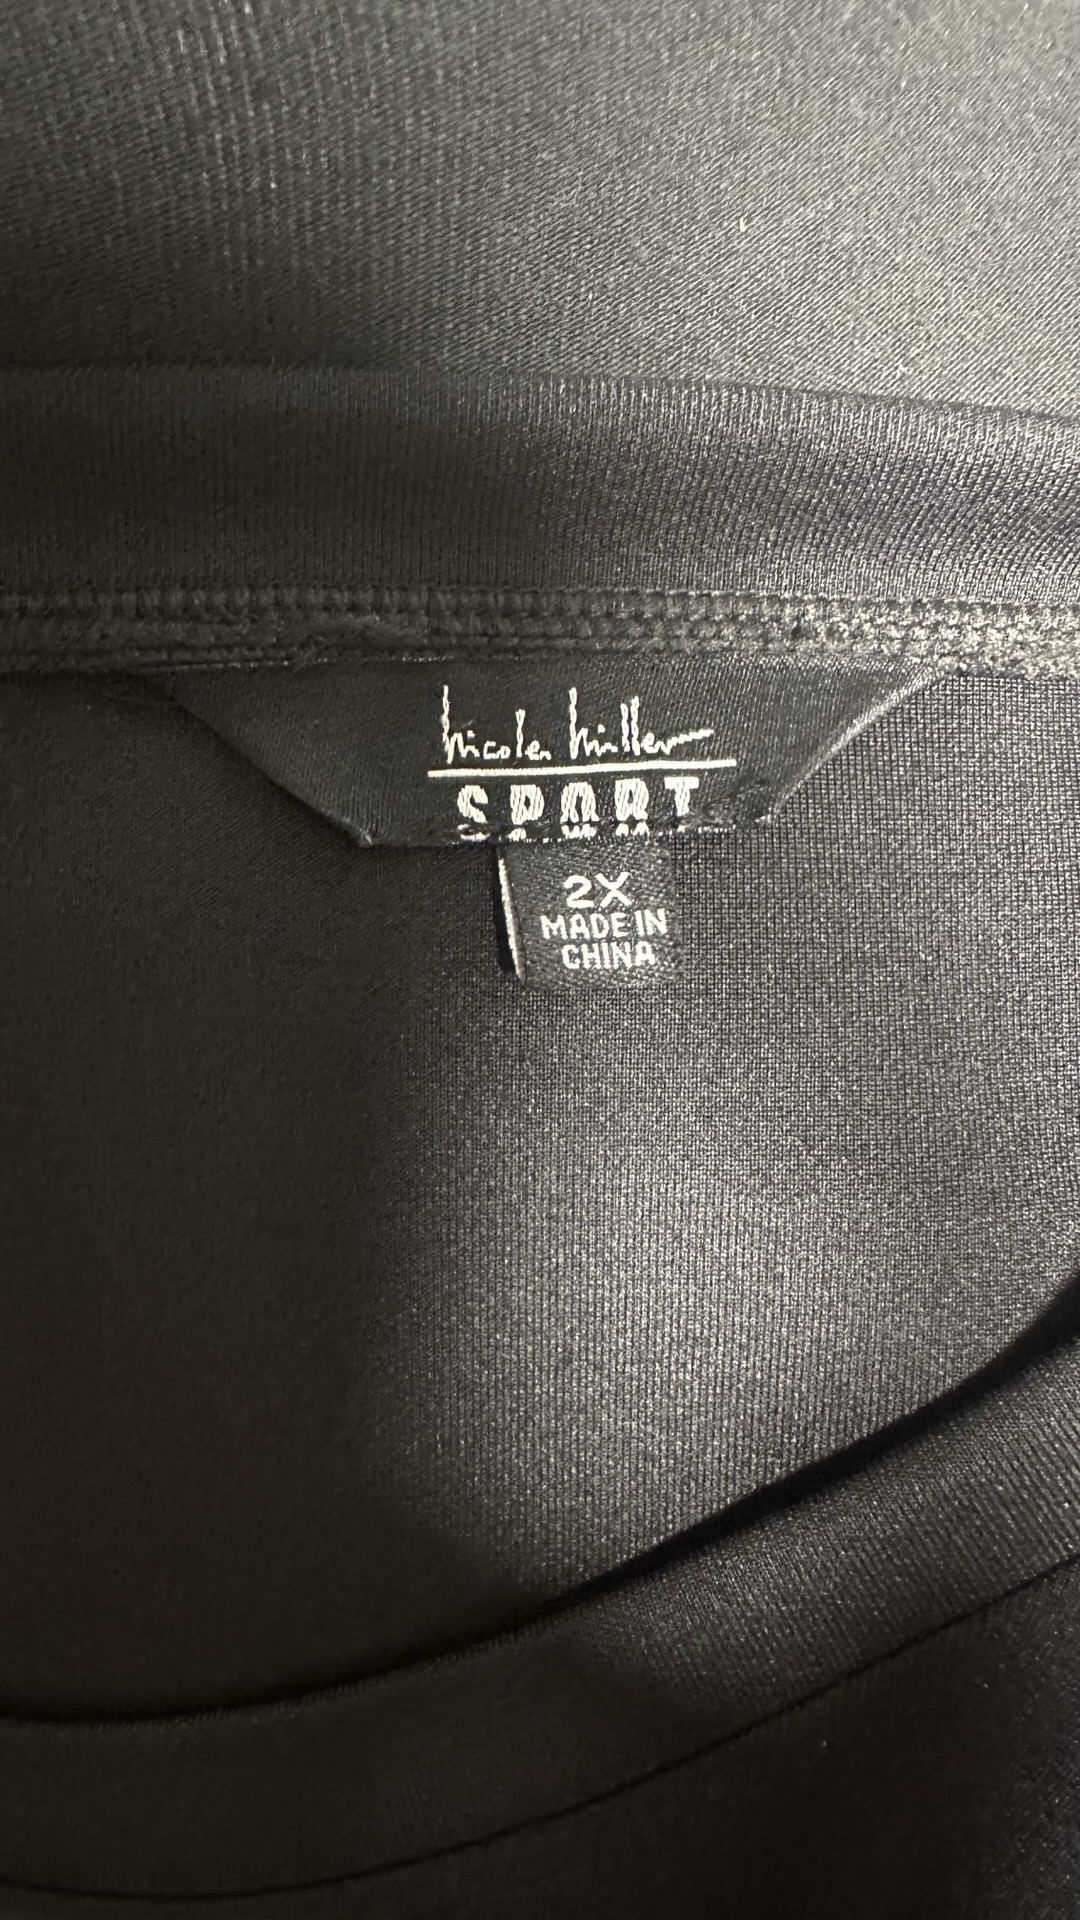 nicole miller
SPORT
2X
MADE IN
CHINA